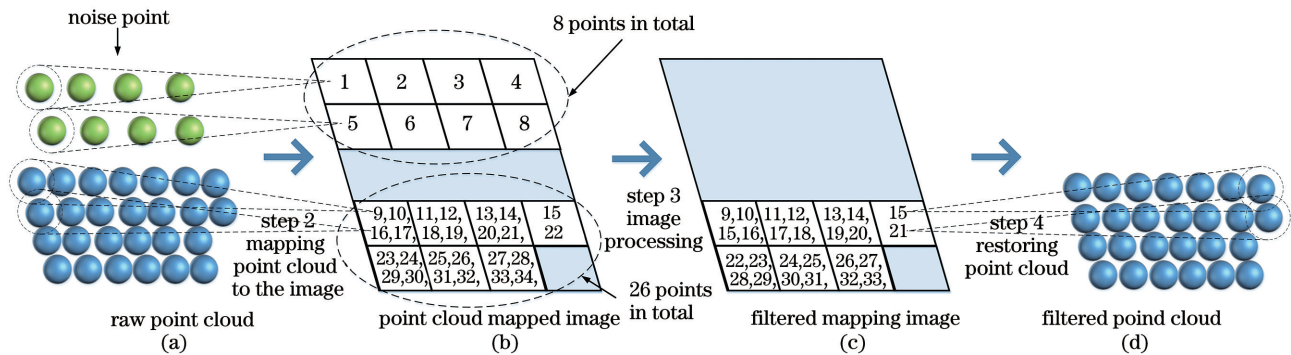 noise point
8 points in total
1 2 3 4
5 6 7 8
9,10, 11,12, 13,14, 15
16,17, 18,19, 20,21, 22
23,24, 25,26, 27,28,
29,30, 31,32, 33,34,
step 2
mapping
point cloud
to the image
26 points
in total
step 3
image
processing
9,10, 11,12, 13,14, 15
15,16, 17,18, 19,20, 21
22,23, 24,25, 26,27,
28,29, 30,31, 32,33,
step 4
restoring
point cloud
raw point cloud
(a)
point cloud mapped image
(b)
filtered mapping image
(c)
filtered poind cloud
(d)